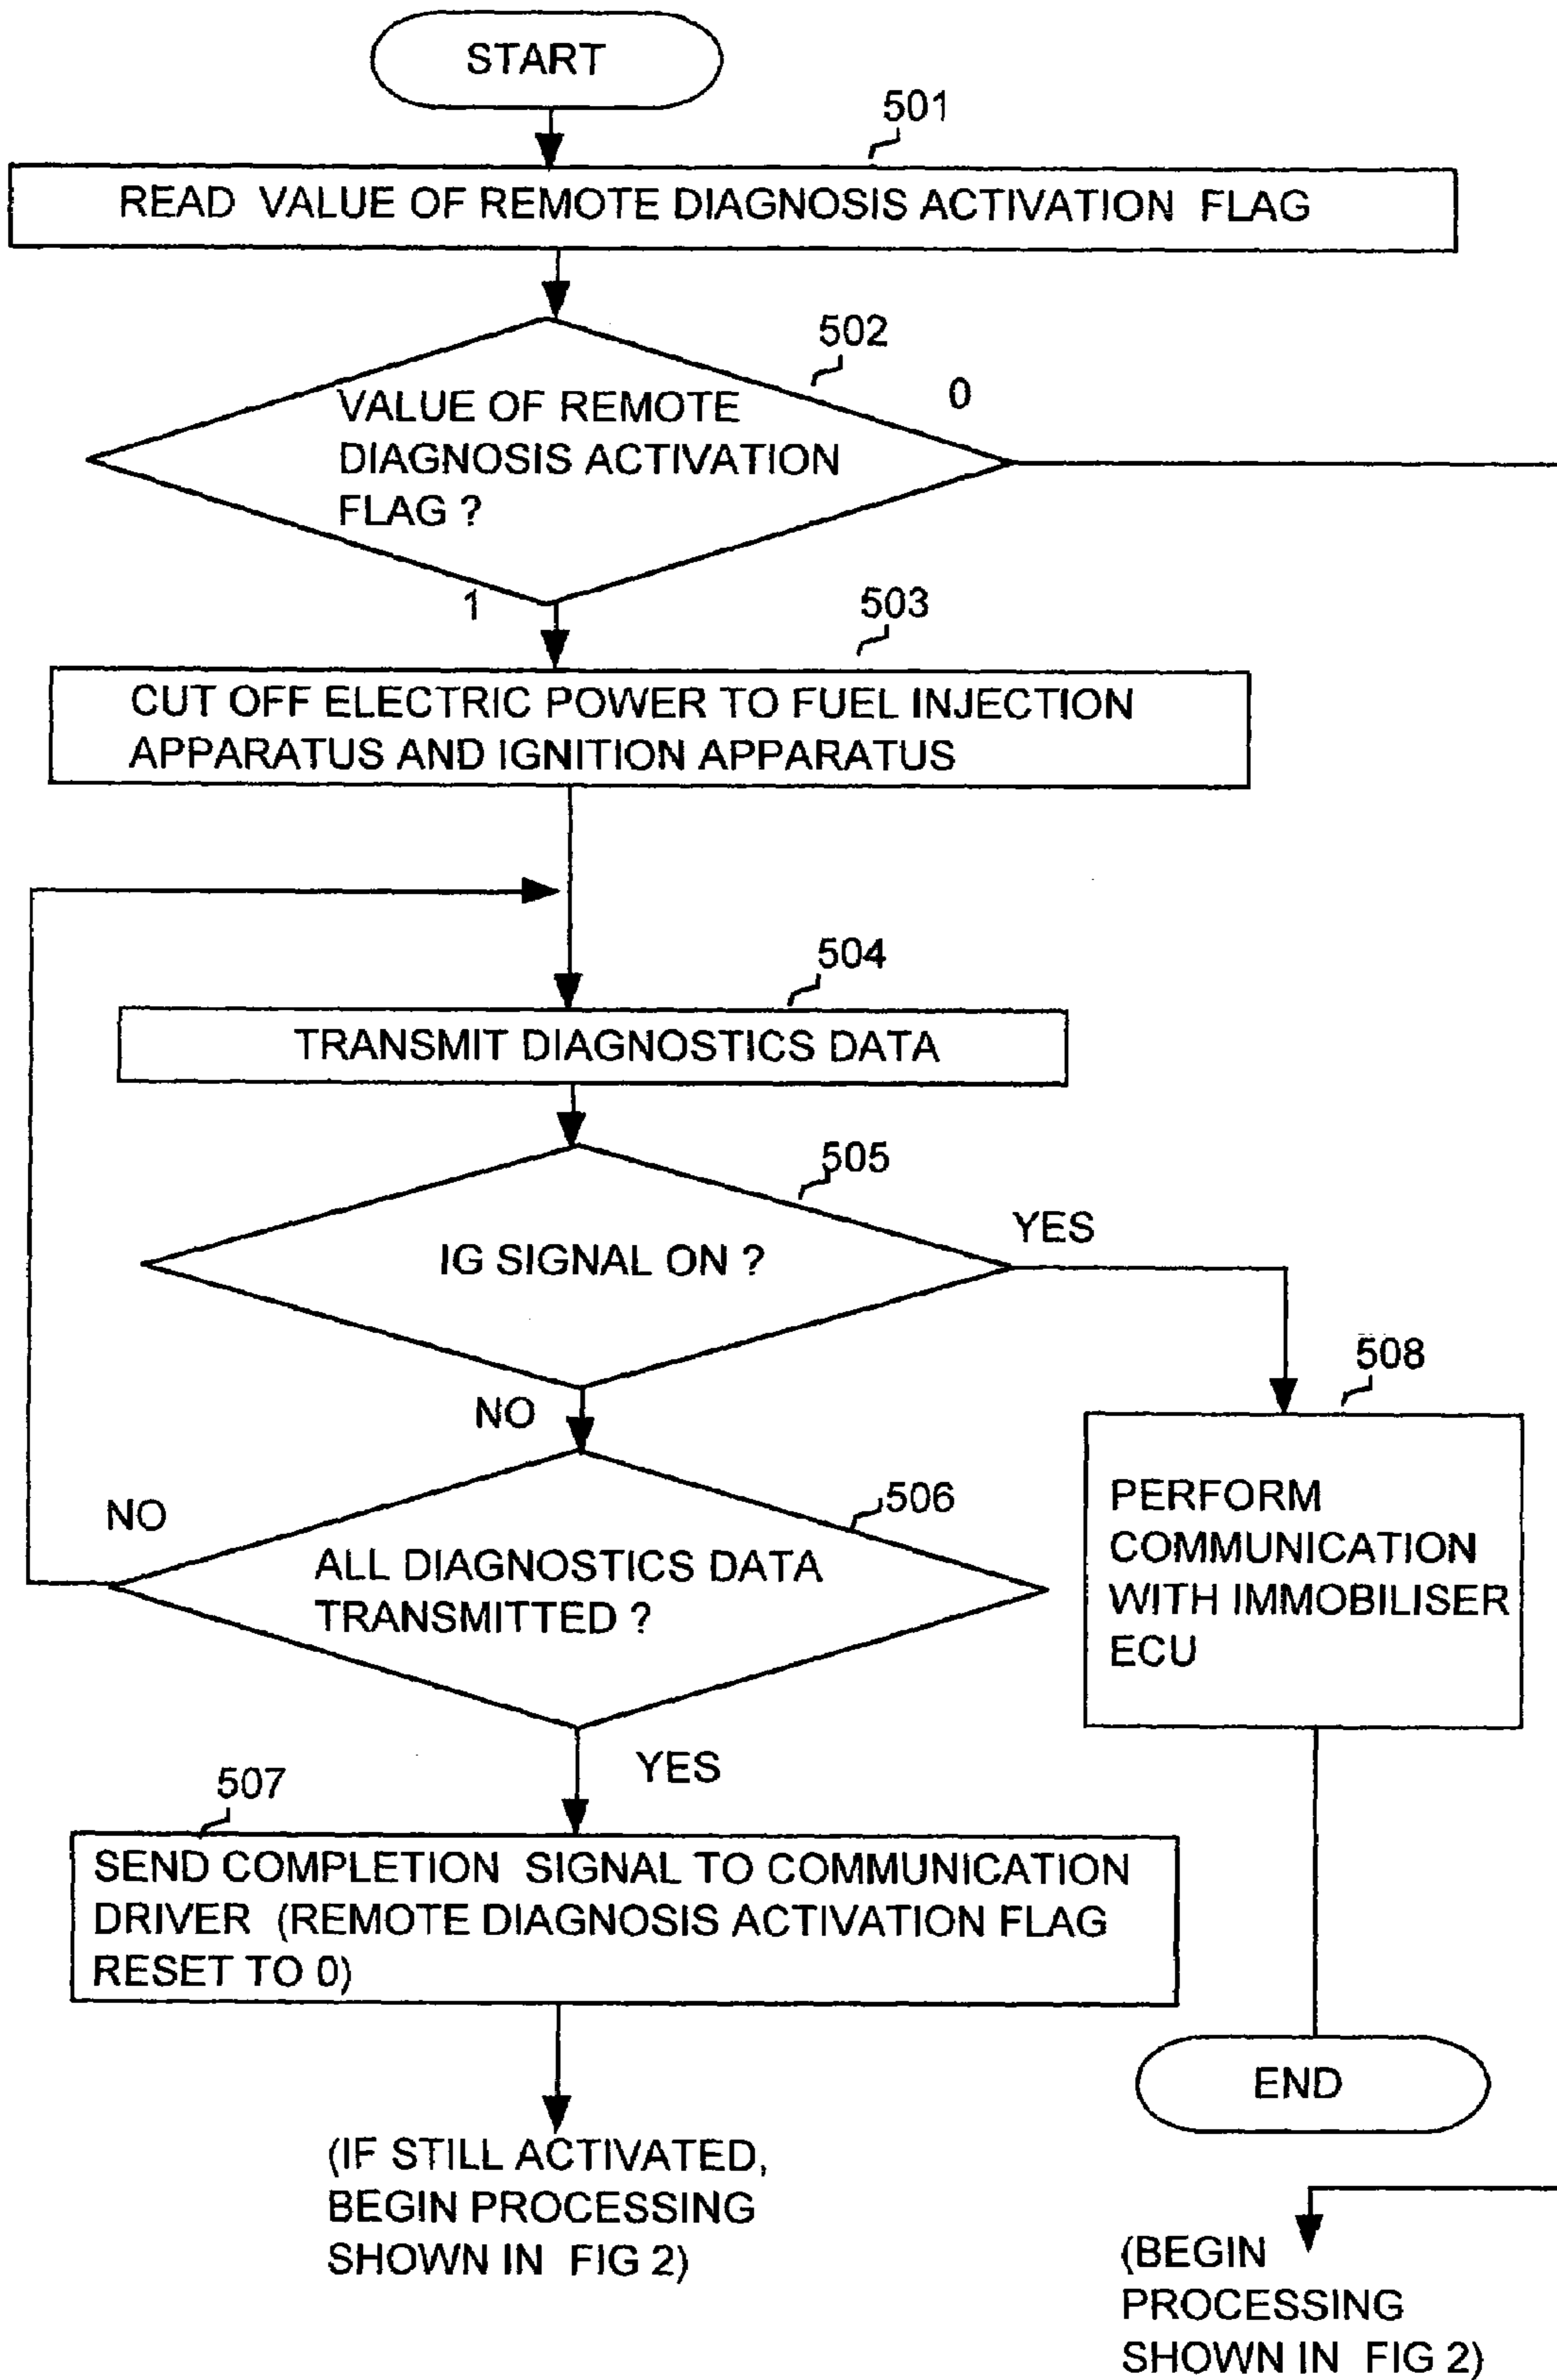 START
501
READ VALUE OF REMOTE DIAGNOSIS ACTIVATION FLAG
502
0
VALUE OF REMOTE
DIAGNOSIS ACTIVATION
FLAG ?
1
503
CUT OFF ELECTRIC POWER TO FUEL INJECTION
APPARATUS AND IGNITION APPARATUS
504
TRANSMIT DIAGNOSTICS DATA
505
YES
IG SIGNAL ON ?
508
NO
506
NO
ALL DIAGNOSTICS DATA
TRANSMITTED ?
PERFORM
COMMUNICATION
WITH IMMOBILISER
ECU
YES
507
SEND COMPLETION SIGNAL TO COMMUNICATION
DRIVER (REMOTE DIAGNOSIS ACTIVATION FLAG
RESET TO 0)
END
(IF STILL ACTIVATED,
BEGIN PROCESSING
SHOWN IN FIG 2)
(BEGIN
PROCESSING
SHOWN IN FIG 2)